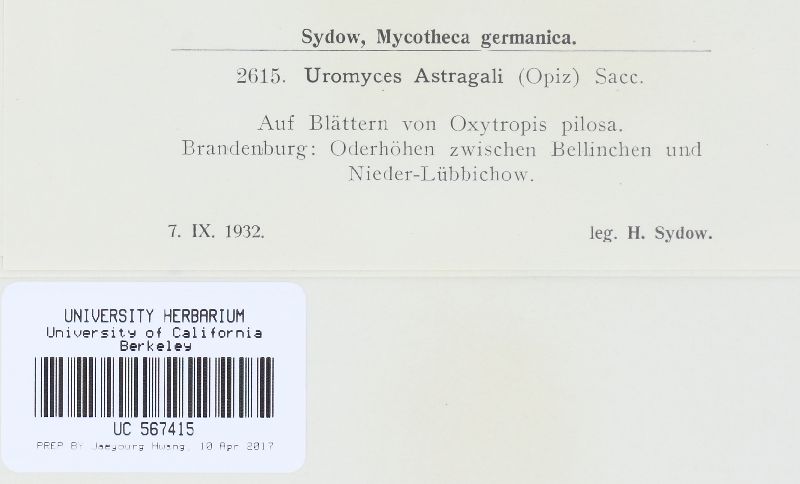 Sydow, Mycotheca germanica.
2615. Uromyces Astragali (Opiz) Sacc.
Auf Blättern von Oxytropis pilosa.
Brandenburg: Oderhöhen zwischen Bellinchen und
Nieder-Lübbichow.
7. IX. 1932. leg. H. Sydow.
UNIVERSITY HERBARIUM
University of California
Berkeley
UC 567415
PREP BY Jaeyoung Hwang, 10 Apr 2017